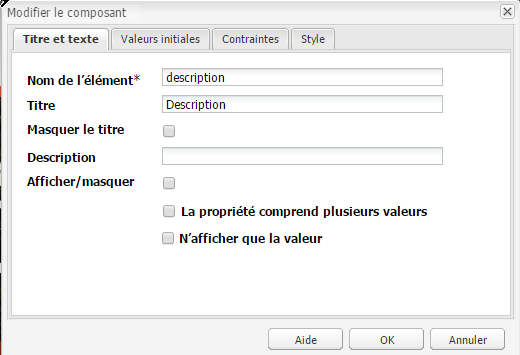 Modifier le composant
Titre et texte Valeurs initiales Contraintes Style
Nom de l'élément* description
Titre Description
Masquer le titre
Description
Afficher/masquer
La propriété comprend plusieurs valeurs
N'afficher que la valeur
Aide OK Annuler